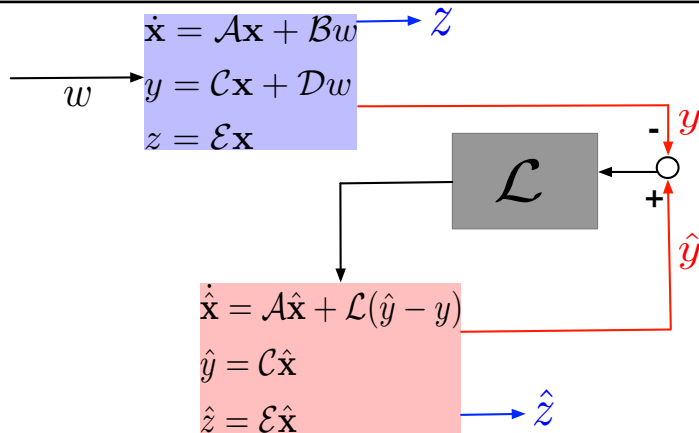 ẋ = 𝒜x + ℬw
y = 𝒞x + 𝒟w
z = ℰx
z
w
y
-
+
ℒ
ŷ
x̂̇ = 𝒜x̂ + ℒ(ŷ − y)
ŷ = 𝒞x̂
ẑ = ℰx̂
ẑ